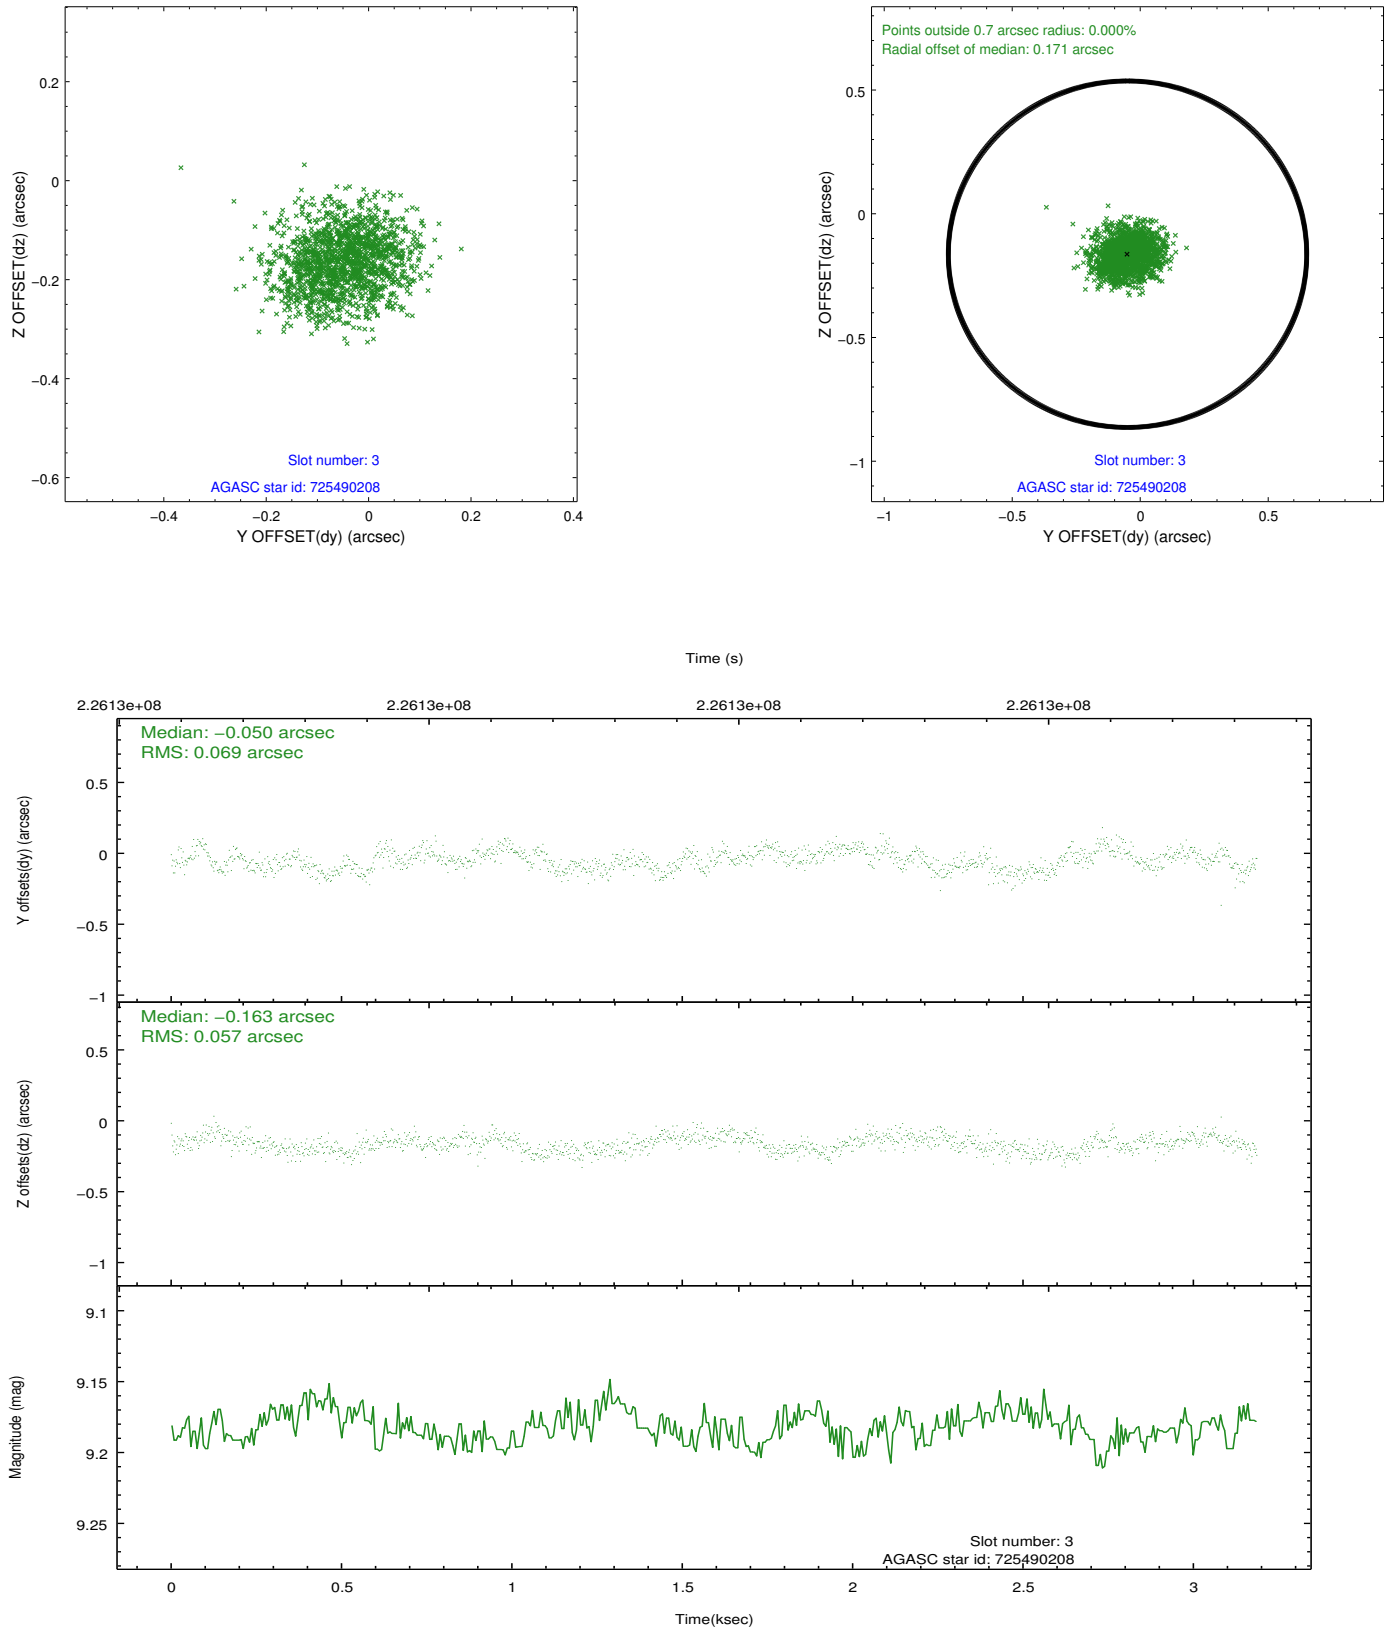 0.2
0
−0.2
−0.4
−0.6
Z OFFSET(dz) (arcsec)
Slot number: 3
AGASC star id: 725490208
−0.4 −0.2 0 0.2 0.4
Y OFFSET(dy) (arcsec)
Points outside 0.7 arcsec radius: 0.000%
Radial offset of median: 0.171 arcsec
0.5
0
−0.5
−1
Z OFFSET(dz) (arcsec)
Slot number: 3
AGASC star id: 725490208
−1 −0.5 0 0.5
Y OFFSET(dy) (arcsec)
Time (s)
2.2613e+08 2.2613e+08 2.2613e+08 2.2613e+08
Median: −0.050 arcsec
RMS: 0.069 arcsec
0.5
0
−0.5
−1
Y offsets(dy) (arcsec)
Median: −0.163 arcsec
RMS: 0.057 arcsec
0.5
0
−0.5
−1
Z offsets(dz) (arcsec)
9.1
9.15
9.2
9.25
Magnitude (mag)
Slot number: 3
AGASC star id: 725490208
0 0.5 1 1.5 2 2.5 3
Time(ksec)